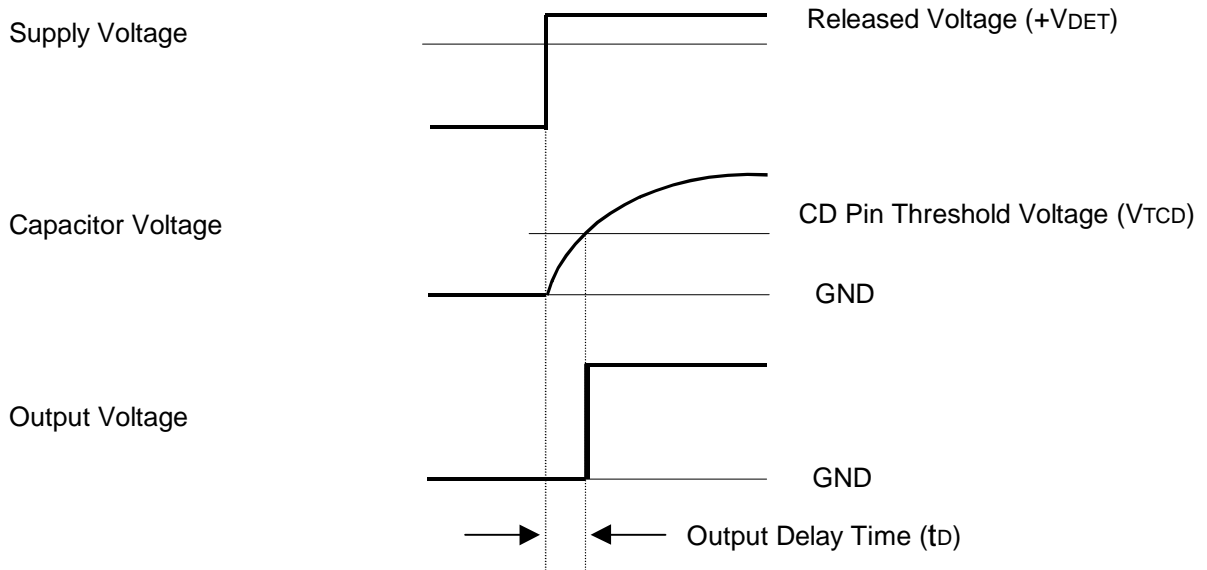 Supply Voltage
Released Voltage (+VDET)
Capacitor Voltage
CD Pin Threshold Voltage (VTCD)
GND
Output Voltage
GND
Output Delay Time (tD)